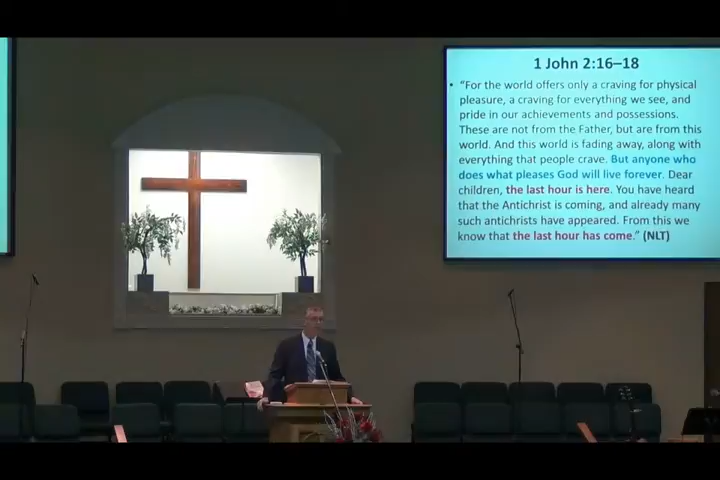 1 John 2:16–18
• “For the world offers only a craving for physical
pleasure, a craving for everything we see, and
pride in our achievements and possessions.
These are not from the Father, but are from this
world. And this world is fading away, along with
everything that people crave. But anyone who
does what pleases God will live forever. Dear
children, the last hour is here. You have heard
that the Antichrist is coming, and already many
such antichrists have appeared. From this we
know that the last hour has come.” (NLT)